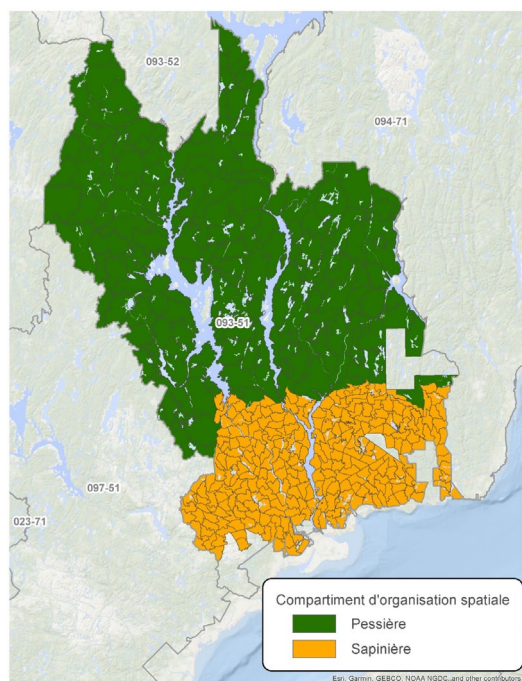 093-52
094-71
093-51
097-51
023-71
Compartiment d'organisation spatiale
Pessière
Sapinière
Esri, Garmin, GEBCO, NOAA NGDC, and other contributors